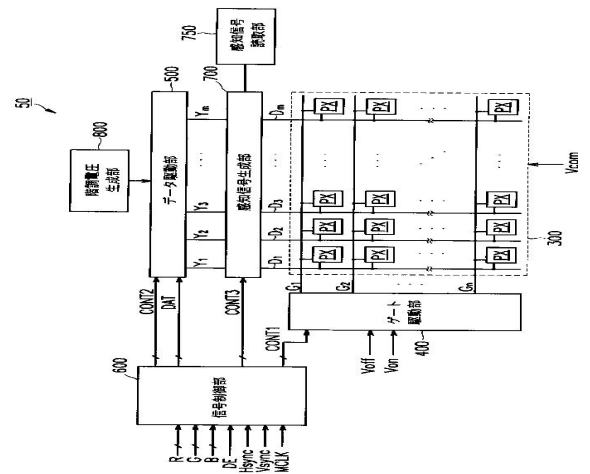 50
800
階調電圧
生成部
500
データ駆動部
750
感知信号
読取部
700
感知信号生成部
Y1 Y2 Y3 ... Ym
D1 D2 D3 Dm
600
信号制御部
CONT2
DAT
CONT3
CONT1
R
G
B
DE
Hsync
Vsync
MCLK
400
ゲート
駆動部
Voff
Von
G1
PX PX PX ... PX
G2
PX PX PX ... PX
Gn
PX PX PX ... PX
300
Vcom